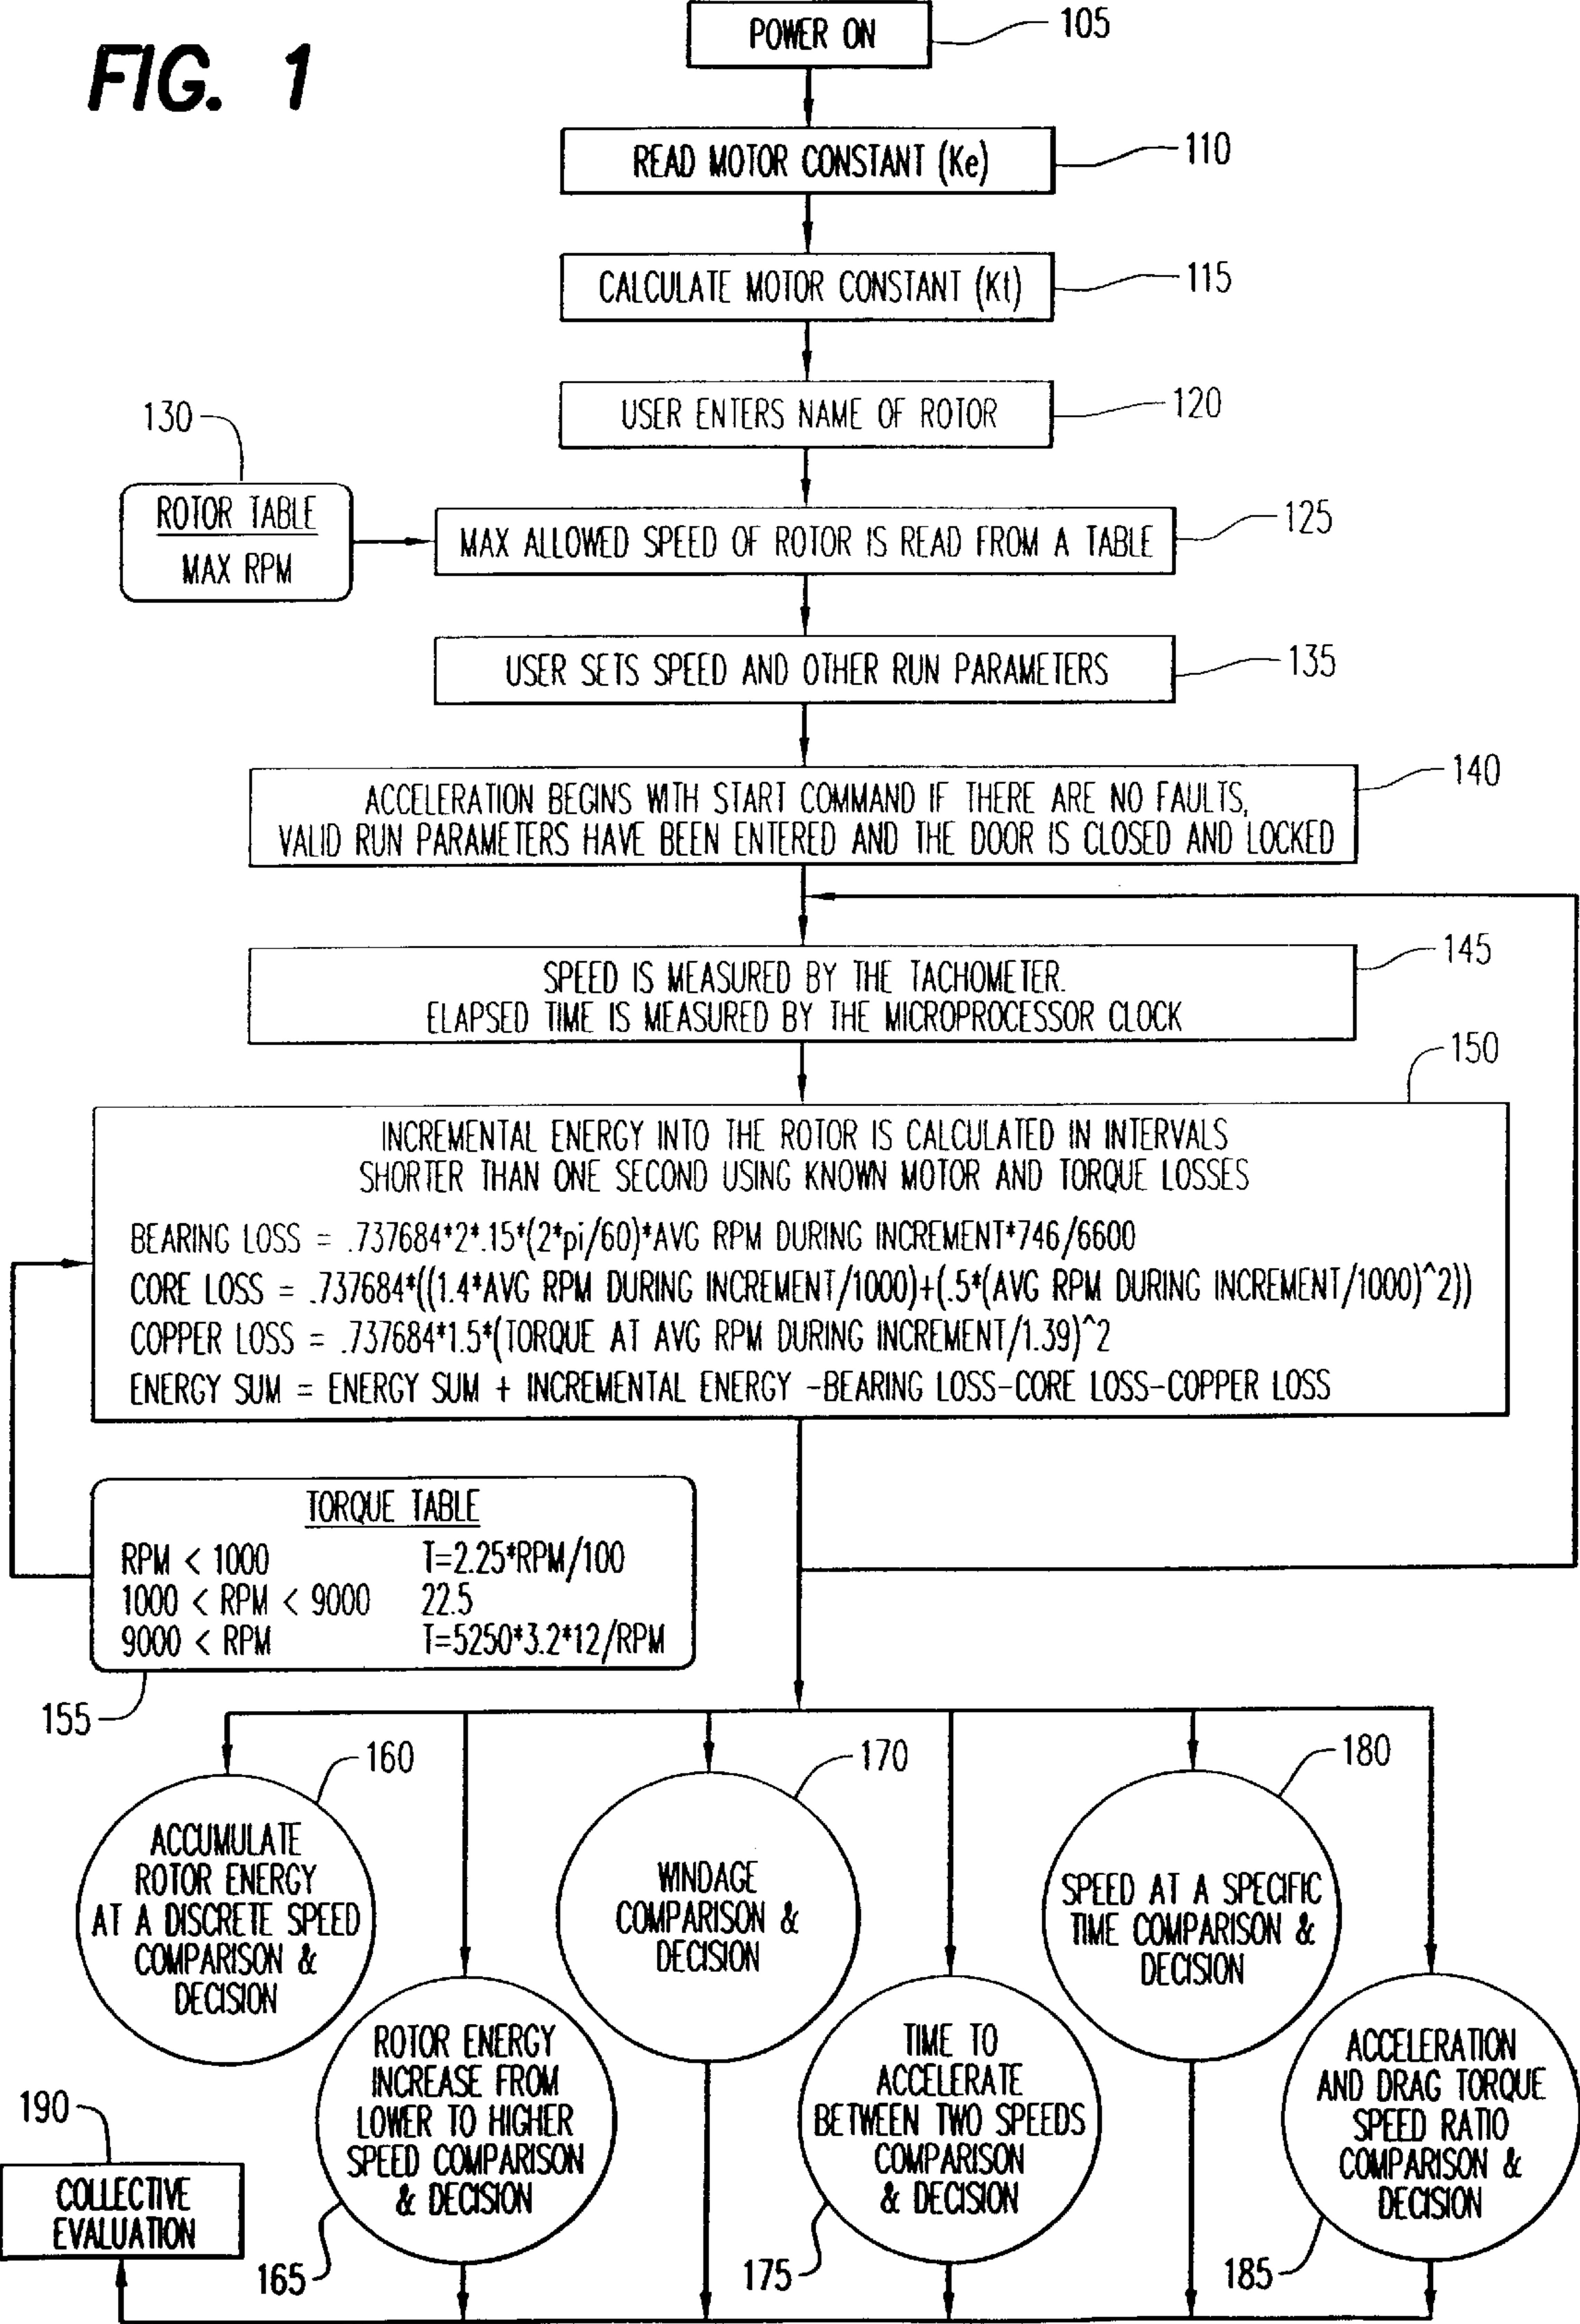 FIG. 1
POWER ON
105
READ MOTOR CONSTANT (Ke)
110
CALCULATE MOTOR CONSTANT (Kt)
115
USER ENTERS NAME OF ROTOR
120
130
ROTOR TABLE
MAX RPM
MAX ALLOWED SPEED OF ROTOR IS READ FROM A TABLE
125
USER SETS SPEED AND OTHER RUN PARAMETERS
135
ACCELERATION BEGINS WITH START COMMAND IF THERE ARE NO FAULTS,
VALID RUN PARAMETERS HAVE BEEN ENTERED AND THE DOOR IS CLOSED AND LOCKED
140
SPEED IS MEASURED BY THE TACHOMETER.
ELAPSED TIME IS MEASURED BY THE MICROPROCESSOR CLOCK
145
150
INCREMENTAL ENERGY INTO THE ROTOR IS CALCULATED IN INTERVALS
SHORTER THAN ONE SECOND USING KNOWN MOTOR AND TORQUE LOSSES
BEARING LOSS = .737684*2*.15*(2*pi/60)*AVG RPM DURING INCREMENT*746/6600
CORE LOSS = .737684*((1.4*AVG RPM DURING INCREMENT/1000)+(.5*(AVG RPM DURING INCREMENT/1000)^2))
COPPER LOSS = .737684*1.5*(TORQUE AT AVG RPM DURING INCREMENT/1.39)^2
ENERGY SUM = ENERGY SUM + INCREMENTAL ENERGY -BEARING LOSS-CORE LOSS-COPPER LOSS
TORQUE TABLE
RPM < 1000 T=2.25*RPM/100
1000 < RPM < 9000 22.5
9000 < RPM T=5250*3.2*12/RPM
155
160
ACCUMULATE
ROTOR ENERGY
AT A DISCRETE SPEED
COMPARISON &
DECISION
165
ROTOR ENERGY
INCREASE FROM
LOWER TO HIGHER
SPEED COMPARISON
& DECISION
170
WINDAGE
COMPARISON &
DECISION
175
TIME TO
ACCELERATE
BETWEEN TWO SPEEDS
COMPARISON
& DECISION
180
SPEED AT A SPECIFIC
TIME COMPARISON &
DECISION
185
ACCELERATION
AND DRAG TORQUE
SPEED RATIO
COMPARISON &
DECISION
190
COLLECTIVE
EVALUATION